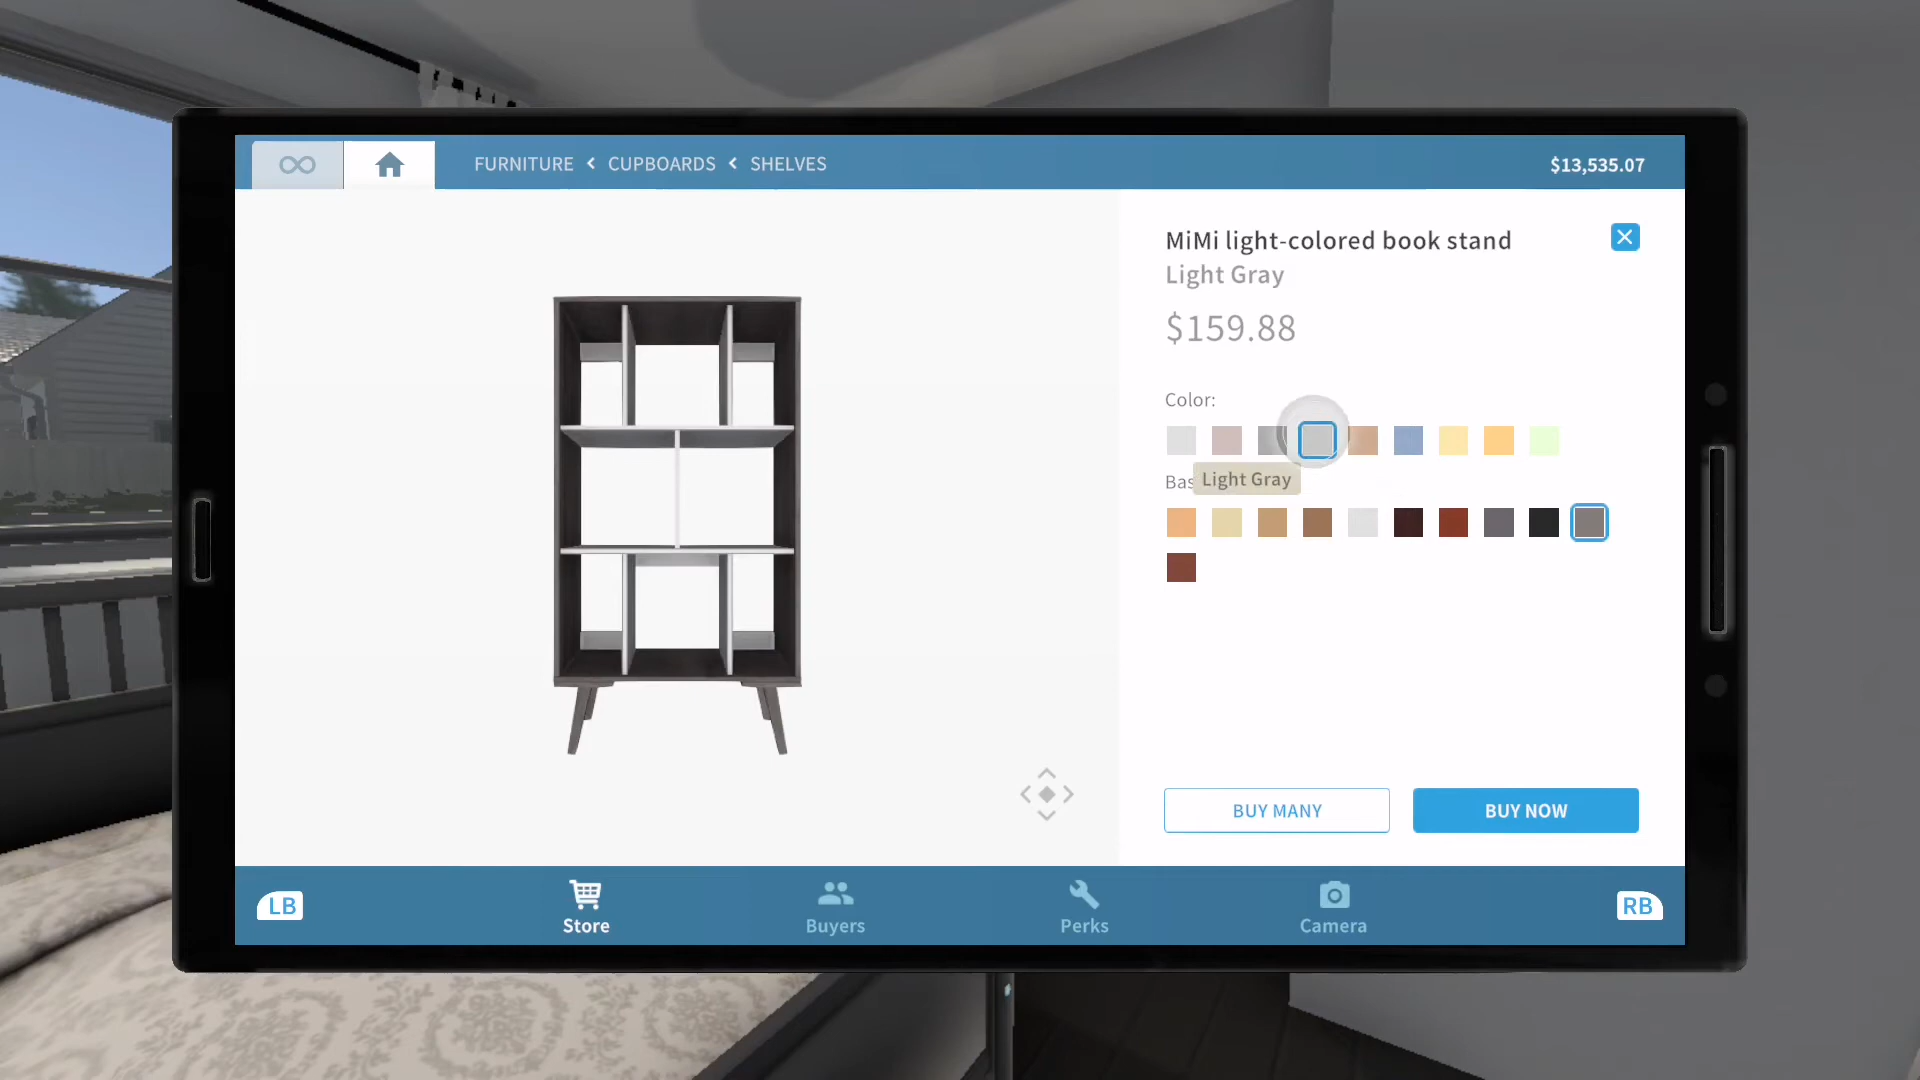 FURNITURE < CUPBOARDS < SHELVES
$13,535.07
MiMi light-colored book stand
Light Gray
$159.88
Color:
Light Gray
Bas
BUY MANY
BUY NOW
LB
Store
Buyers
Perks
Camera
RB